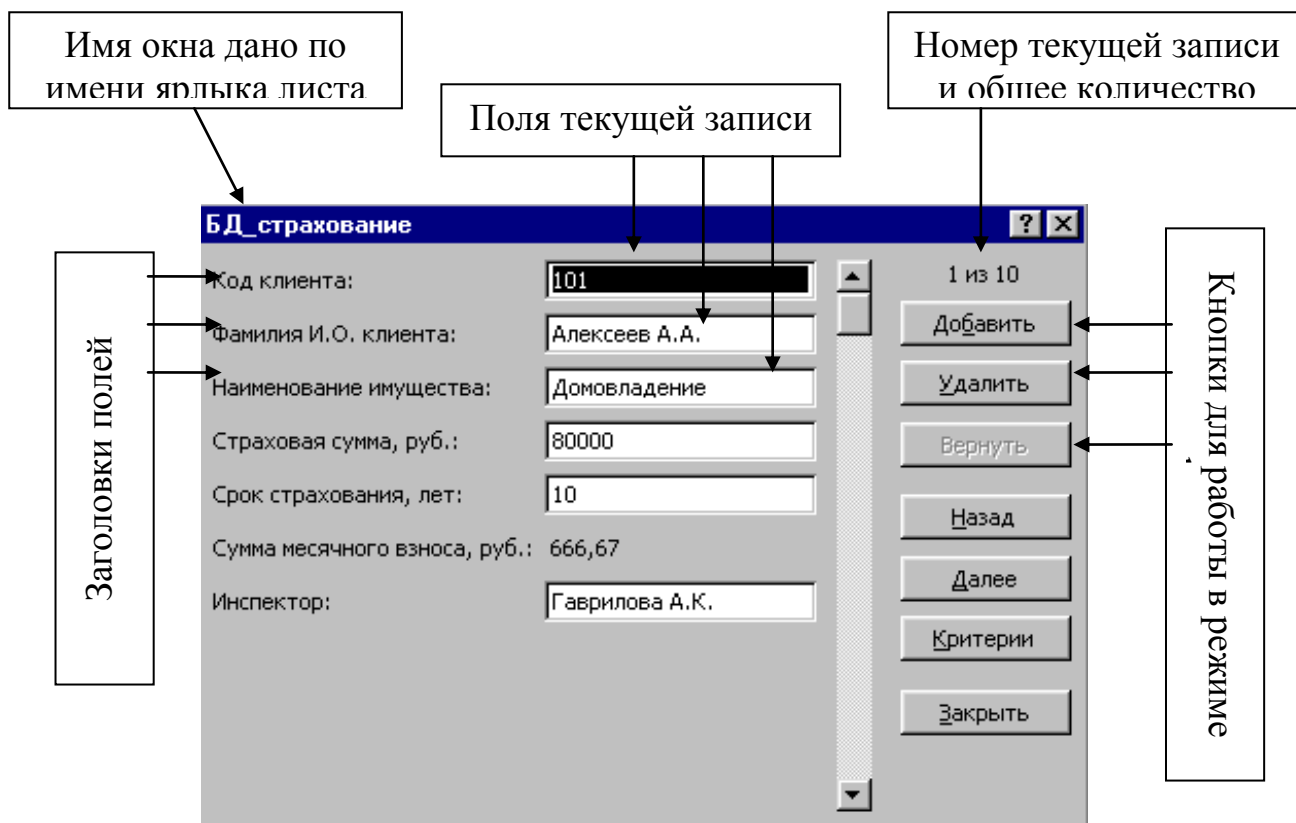 Имя окна дано по
имени ярлыка листа
Номер текущей записи
и общее количество
Поля текущей записи
БД_страхование
Код клиента: 101
1 из 10
Фамилия И.О. клиента: Алексеев А.А.
Добавить
Наименование имущества: Домовладение
Удалить
Страховая сумма, руб.: 80000
Вернуть
Срок страхования, лет: 10
Назад
Сумма месячного взноса, руб.: 666,67
Далее
Инспектор: Гаврилова А.К.
Критерии
Закрыть
Заголовки полей
Кнопки для работы в режиме